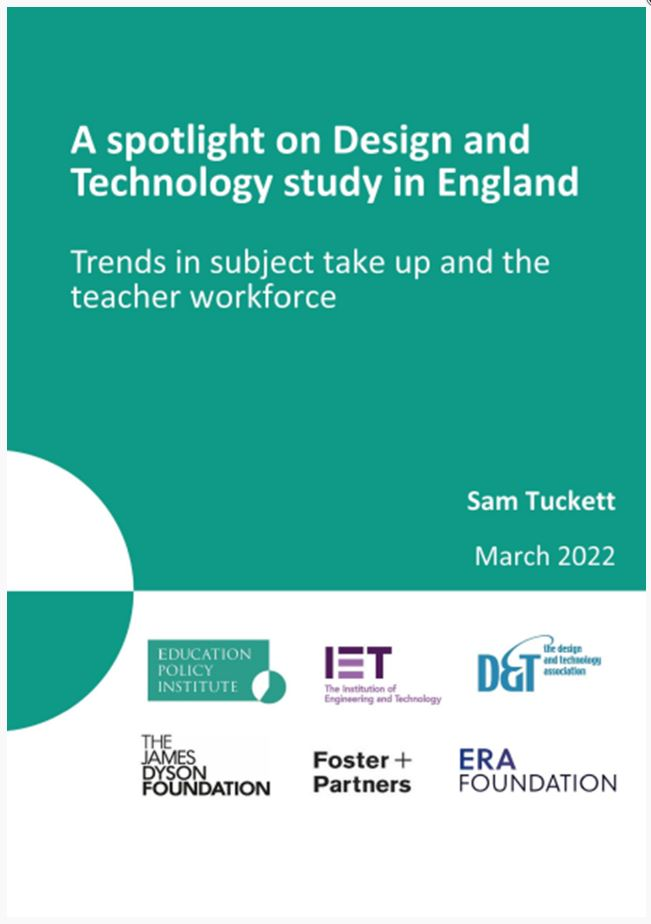 A spotlight on Design and
Technology study in England
Trends in subject take up and the
teacher workforce
Sam Tuckett
March 2022
EDUCATION
POLICY
INSTITUTE
IET
The Institution of
Engineering and Technology
D&T
the design
and technology
association
THE
JAMES
DYSON
FOUNDATION
Foster +
Partners
ERA
FOUNDATION